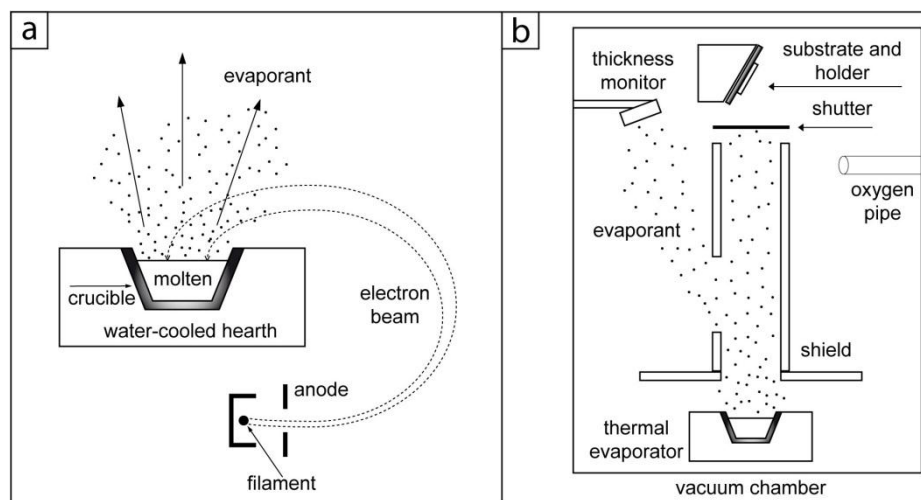 a
evaporant
molten
crucible
water-cooled hearth
electron
beam
anode
filament
b
thickness
monitor
substrate and
holder
shutter
oxygen
pipe
evaporant
shield
thermal
evaporator
vacuum chamber